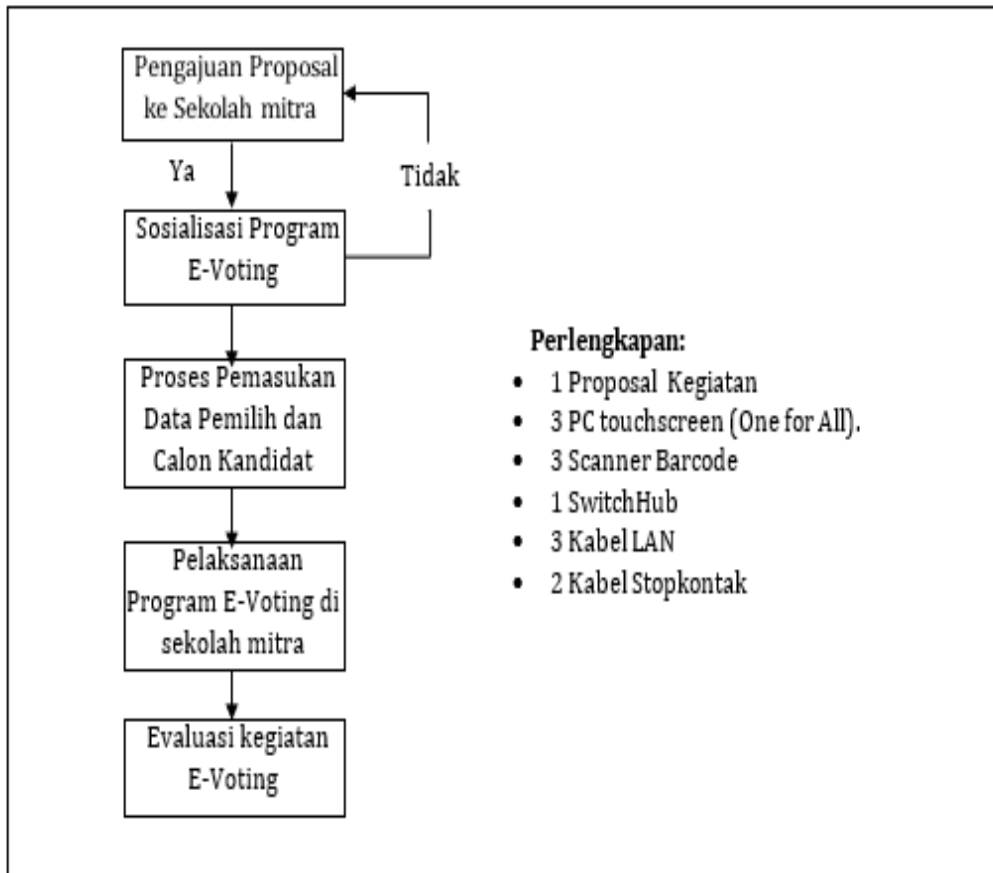 Pengajuan Proposal
ke Sekolah mitra
Ya
Tidak
Sosialisasi Program
E-Voting
Proses Pemasukan
Data Pemilih dan
Calon Kandidat
Pelaksanaan
Program E-Voting di
sekolah mitra
Evaluasi kegiatan
E-Voting
Perlengkapan:
• 1 Proposal Kegiatan
• 3 PC touchscreen (One for All).
• 3 Scanner Barcode
• 1 SwitchHub
• 3 Kabel LAN
• 2 Kabel Stopkontak